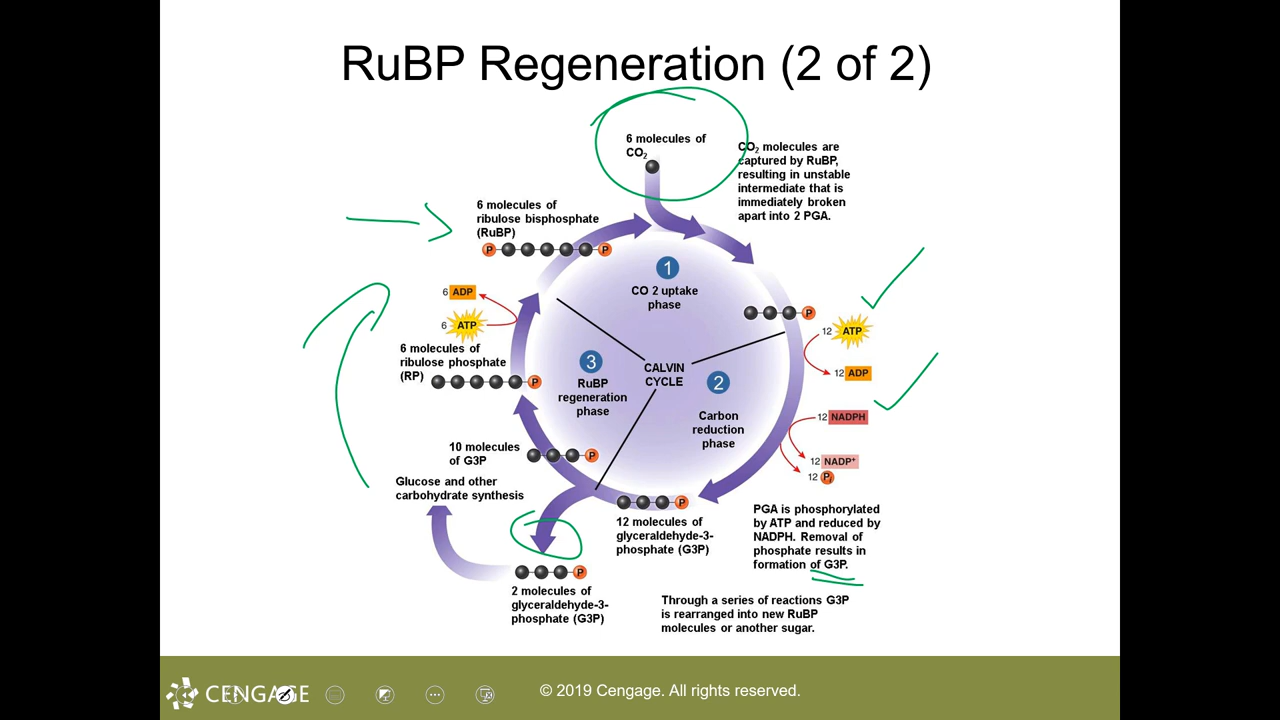 RuBP Regeneration (2 of 2)
6 molecules of
CO2
CO2 molecules are
captured by RuBP,
resulting in unstable
intermediate that is
immediately broken
apart into 2 PGA.
6 molecules of
ribulose bisphosphate
(RuBP)
P P
1
CO 2 uptake
phase
P
12 ATP
12 ADP
12 NADPH
12 NADP+
12 Pi
6 ADP
6 ATP
6 molecules of
ribulose phosphate
(RP)
P
3
RuBP
regeneration
phase
CALVIN
CYCLE
2
Carbon
reduction
phase
10 molecules
of G3P
P
Glucose and other
carbohydrate synthesis
P
12 molecules of
glyceraldehyde-3-
phosphate (G3P)
PGA is phosphorylated
by ATP and reduced by
NADPH. Removal of
phosphate results in
formation of G3P.
P
2 molecules of
glyceraldehyde-3-
phosphate (G3P)
Through a series of reactions G3P
is rearranged into new RuBP
molecules or another sugar.
CENGAGE
© 2019 Cengage. All rights reserved.